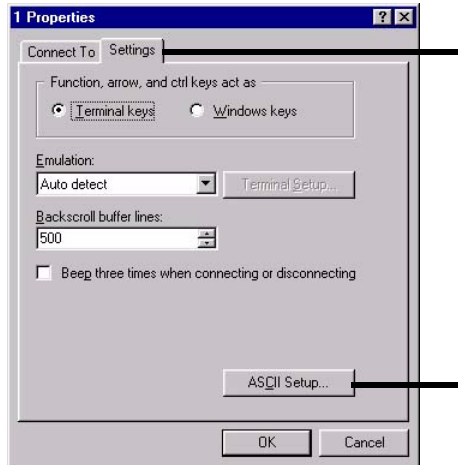 1 Properties
Connect To Settings
Function, arrow, and ctrl keys act as
Terminal keys Windows keys
Emulation:
Auto detect Terminal Setup...
Backscroll buffer lines:
500
Beep three times when connecting or disconnecting
ASCII Setup...
OK Cancel